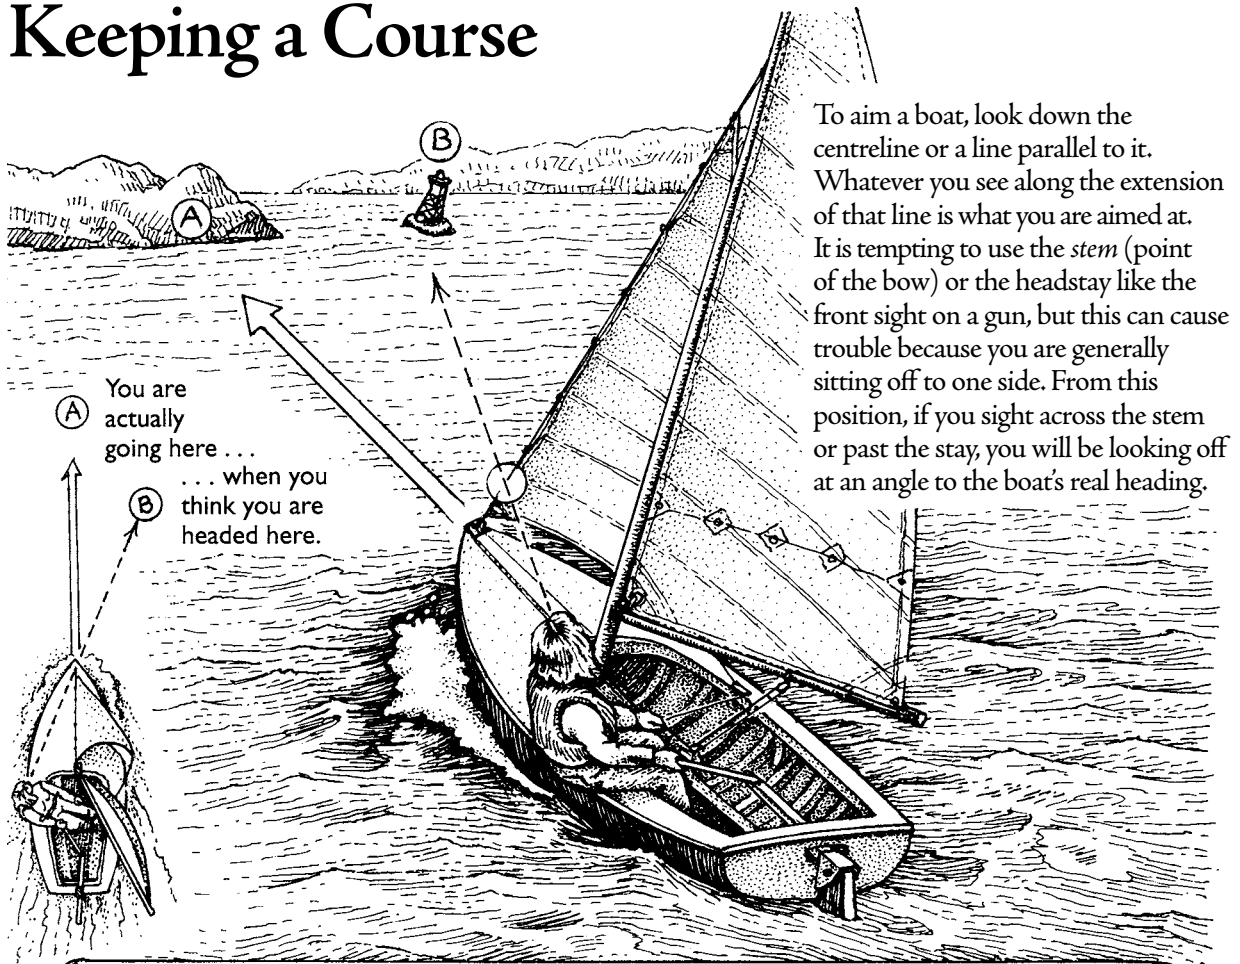 Keeping a Course
B
A
To aim a boat, look down the
centreline or a line parallel to it.
Whatever you see along the extension
of that line is what you are aimed at.
It is tempting to use the stem (point
of the bow) or the headstay like the
front sight on a gun, but this can cause
trouble because you are generally
sitting off to one side. From this
position, if you sight across the stem
or past the stay, you will be looking off
at an angle to the boat's real heading.
A
You are
actually
going here . . .
B
. . . when you
think you are
headed here.